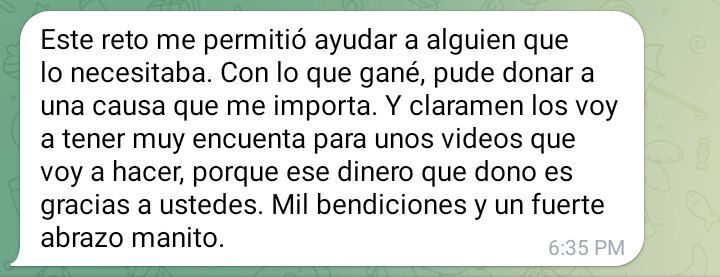 Este reto me permitió ayudar a alguien que
lo necesitaba. Con lo que gané, pude donar a
una causa que me importa. Y claramen los voy
a tener muy encuenta para unos videos que
voy a hacer, porque ese dinero que dono es
gracias a ustedes. Mil bendiciones y un fuerte
abrazo manito.
6:35 PM